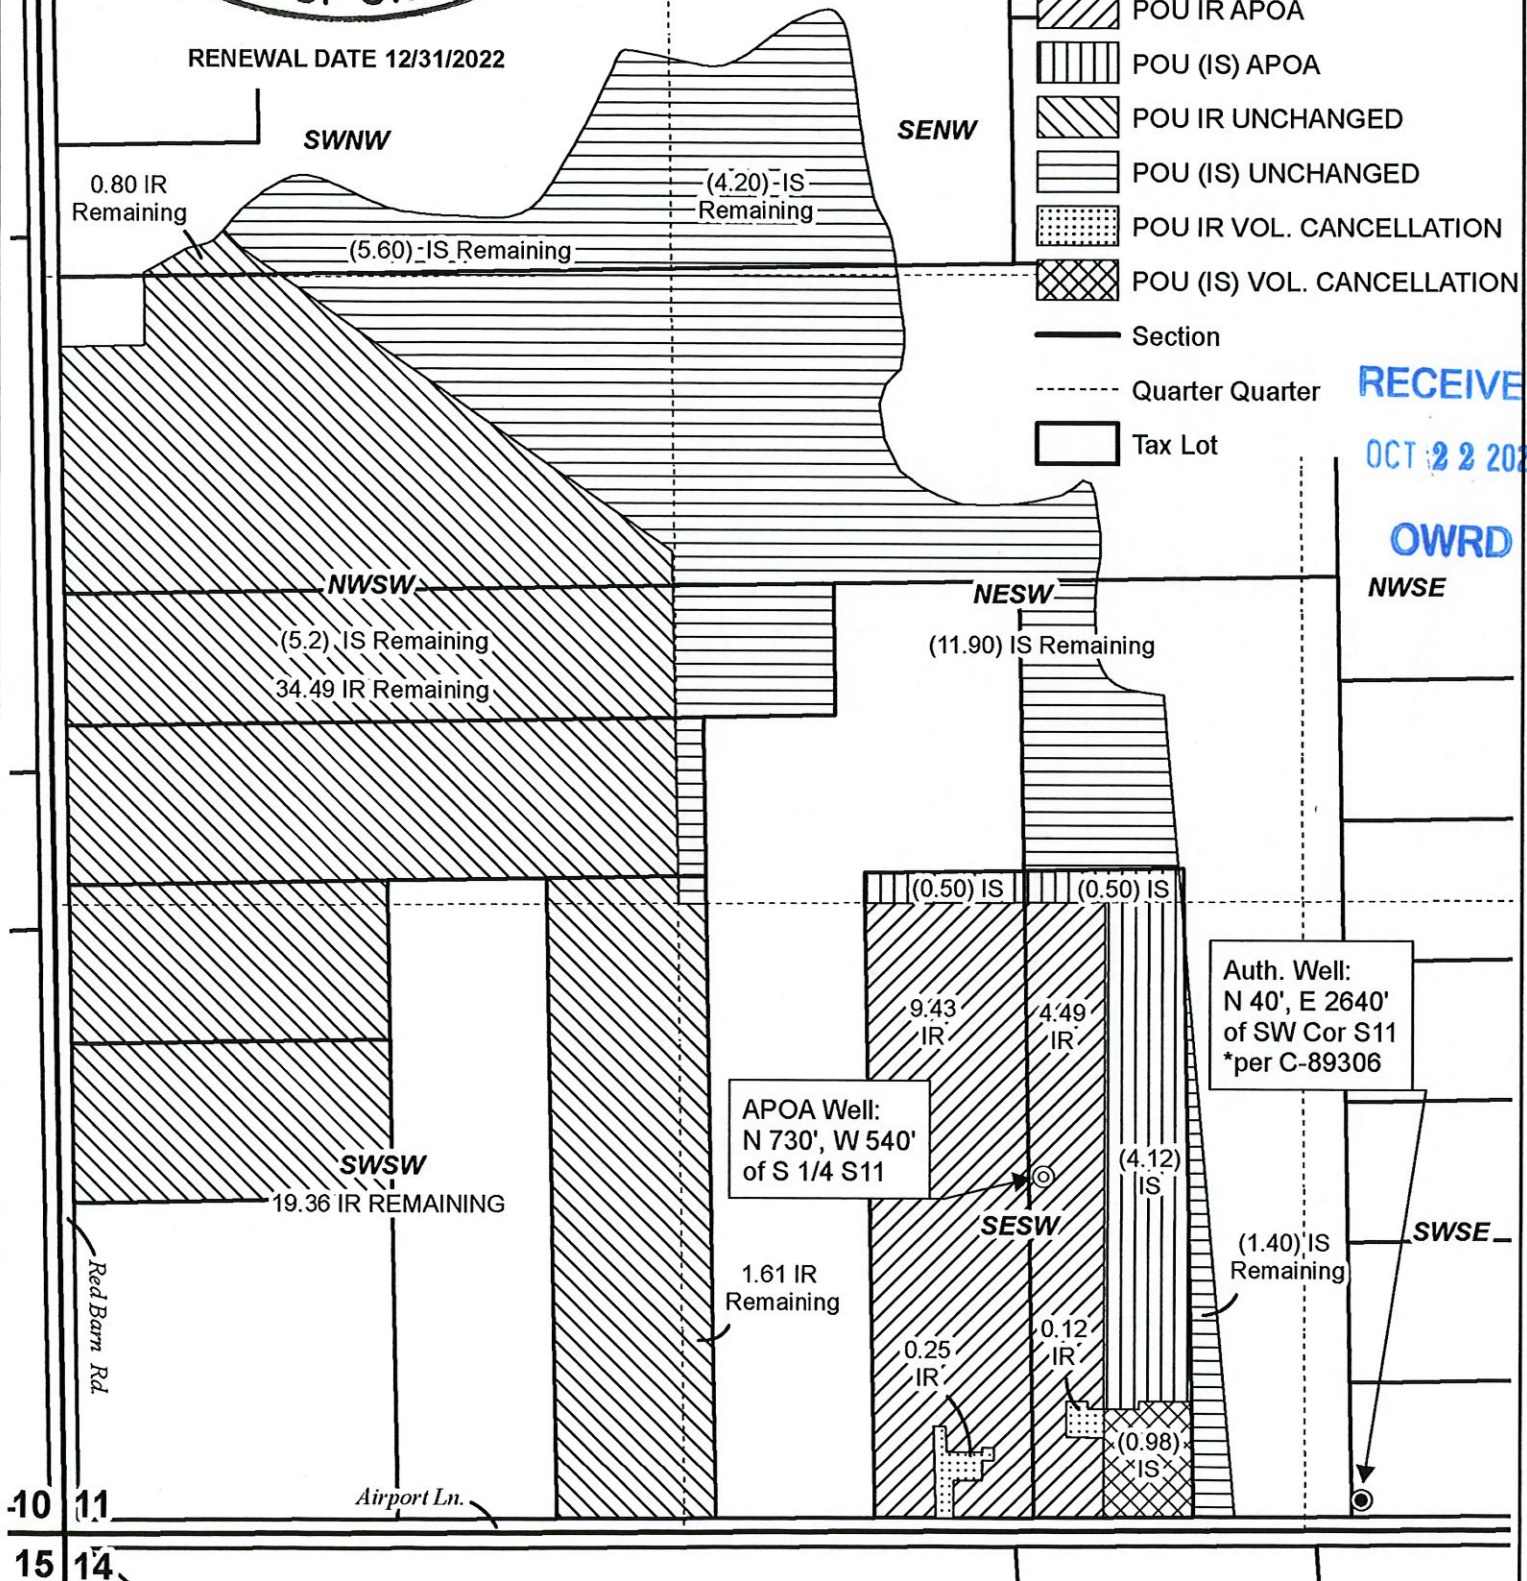 RENEWAL DATE 12/31/2022
POU IR APOA
POU (IS) APOA
POU IR UNCHANGED
POU (IS) UNCHANGED
POU IR VOL. CANCELLATION
POU (IS) VOL. CANCELLATION
Section
Quarter Quarter
Tax Lot
RECEIVE
OCT 22 202
OWRD
SWNW
SENW
0.80 IR
Remaining
(4.20) IS
Remaining
(5.60) IS Remaining
NWSW
NESW
NWSE
(5.2) IS Remaining
34.49 IR Remaining
(11.90) IS Remaining
(0.50) IS
(0.50) IS
9.43
IR
4.49
IR
Auth. Well:
N 40', E 2640'
of SW Cor S11
*per C-89306
APOA Well:
N 730', W 540'
of S 1/4 S11
(4.12)
IS
SWSW
19.36 IR REMAINING
SESW
SWSE
(1.40) IS
Remaining
1.61 IR
Remaining
Red Barn Rd.
0.25
IR
0.12
IR
(0.98)
IS
Airport Ln.
10 11
15 14